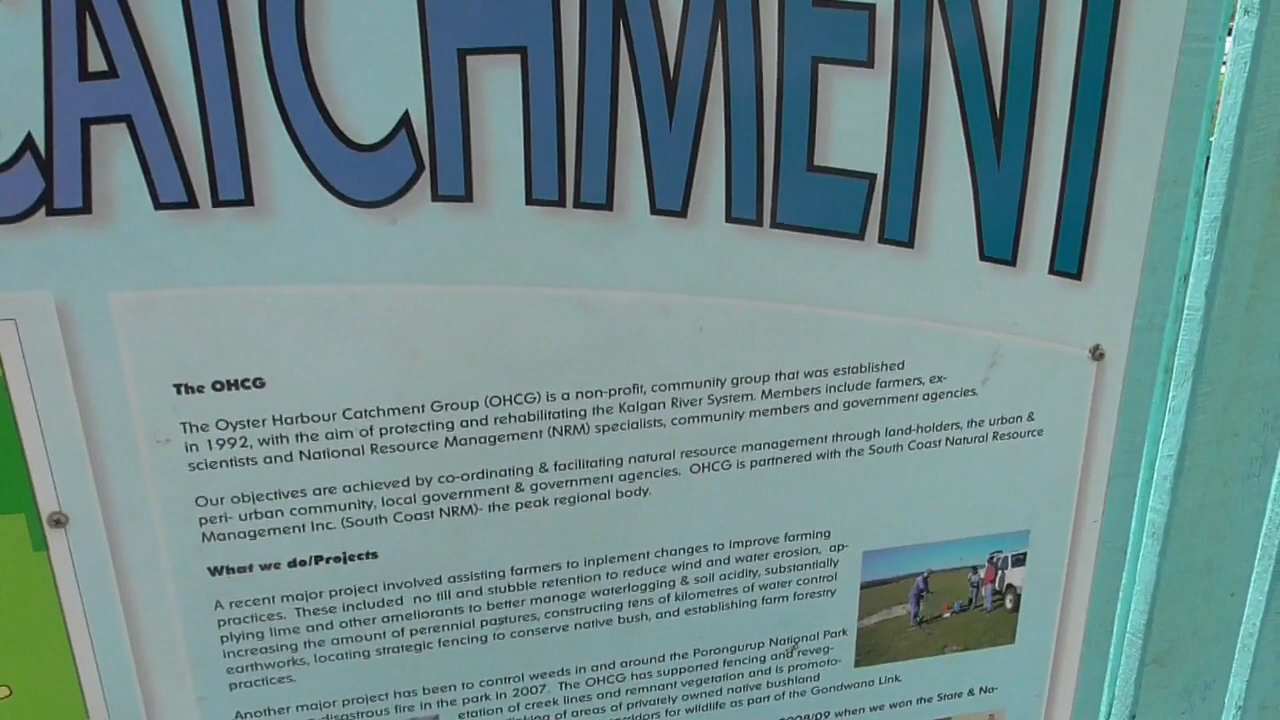 CATCHMENT
The OHCG
The Oyster Harbour Catchment Group (OHCG) is a non-profit, community group that was established
in 1992, with the aim of protecting and rehabilitating the Kalgan River System. Members include farmers, ex-
scientists and National Resource Management (NRM) specialists, community members and government agencies.
Our objectives are achieved by co-ordinating & facilitating natural resource management through land-holders, the urban &
peri- urban community, local government & government agencies. OHCG is partnered with the South Coast Natural Resource
Management Inc. (South Coast NRM)- the peak regional body.
What we do/Projects
A recent major project involved assisting farmers to inplement changes to improve farming
practices. These included no till and stubble retention to reduce wind and water erosion, ap-
plying lime and other ameliorants to better manage waterlogging & soil acidity, substantially
increasing the amount of perennial pastures, constructing tens of kilometres of water control
earthworks, locating strategic fencing to conserve native bush, and establishing farm forestry
practices.
Another major project has been to control weeds in and around the Porongurup National Park
disastrous fire in the park in 2007. The OHCG has supported fencing and reveg-
etation of creek lines and remnant vegetation and is promoto-
of areas of privately owned native bushland
for wildlife as part of the Gondwana Link.
when we won the State & Na-